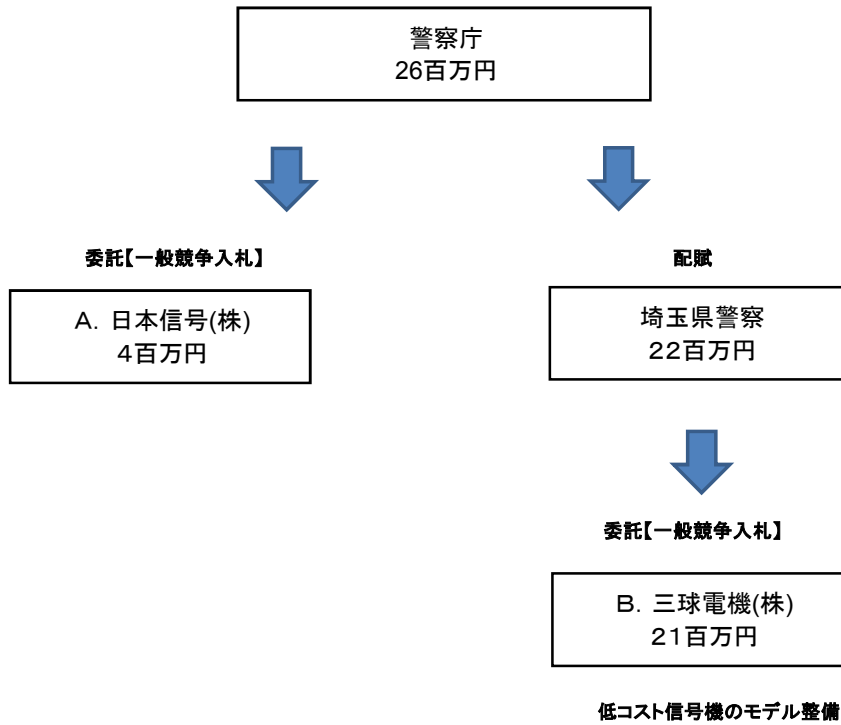 警察庁
26百万円
委託【一般競争入札】
配賦
A. 日本信号(株)
4百万円
埼玉県警察
22百万円
委託【一般競争入札】
B. 三球電機(株)
21百万円
低コスト信号機のモデル整備